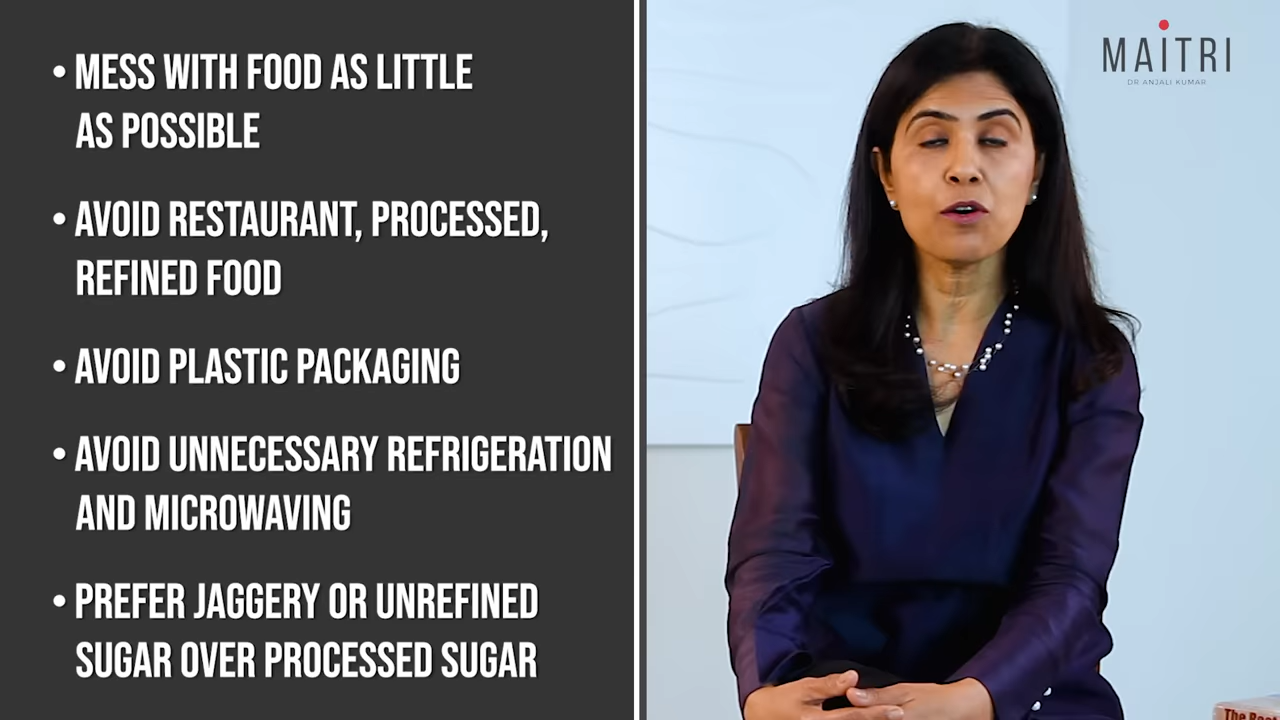 • MESS WITH FOOD AS LITTLE
AS POSSIBLE
• AVOID RESTAURANT, PROCESSED,
REFINED FOOD
• AVOID PLASTIC PACKAGING
• AVOID UNNECESSARY REFRIGERATION
AND MICROWAVING
• PREFER JAGGERY OR UNREFINED
SUGAR OVER PROCESSED SUGAR
MAITRI
DR ANJALI KUMAR
The